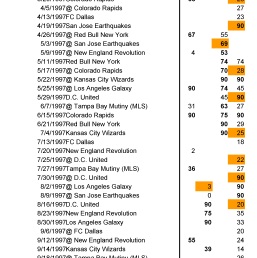 4/5/1997@ Colorado Rapids 27
4/13/1997FC Dallas 23
4/19/1997San Jose Earthquakes 90
4/26/1997@ Red Bull New York 67 55
5/3/1997@ San Jose Earthquakes 69
5/9/1997@ New England Revolution 4 53
5/11/1997Red Bull New York 74 74
5/17/1997@ Colorado Rapids 70 28
5/22/1997@ Kansas City Wizards 90 90
5/25/1997@ Los Angeles Galaxy 90 74 45
5/29/1997D.C. United 45 90
6/7/1997@ Tampa Bay Mutiny (MLS) 31 63 27
6/15/1997Colorado Rapids 90 75 90
6/21/1997Red Bull New York 90 29
7/4/1997Kansas City Wizards 90 25
7/13/1997FC Dallas 18
7/20/1997New England Revolution 2
7/25/1997@ D.C. United 22
7/27/1997Tampa Bay Mutiny (MLS) 36 27
7/30/1997@ D.C. United 90
8/2/1997@ Los Angeles Galaxy 3 90
8/9/1997@ San Jose Earthquakes 0 90
8/16/1997D.C. United 90 20
8/23/1997New England Revolution 75 35
8/30/1997Los Angeles Galaxy 90 33
9/6/1997@ FC Dallas 20
9/12/1997@ New England Revolution 55 24
9/14/1997Kansas City Wizards 39 14